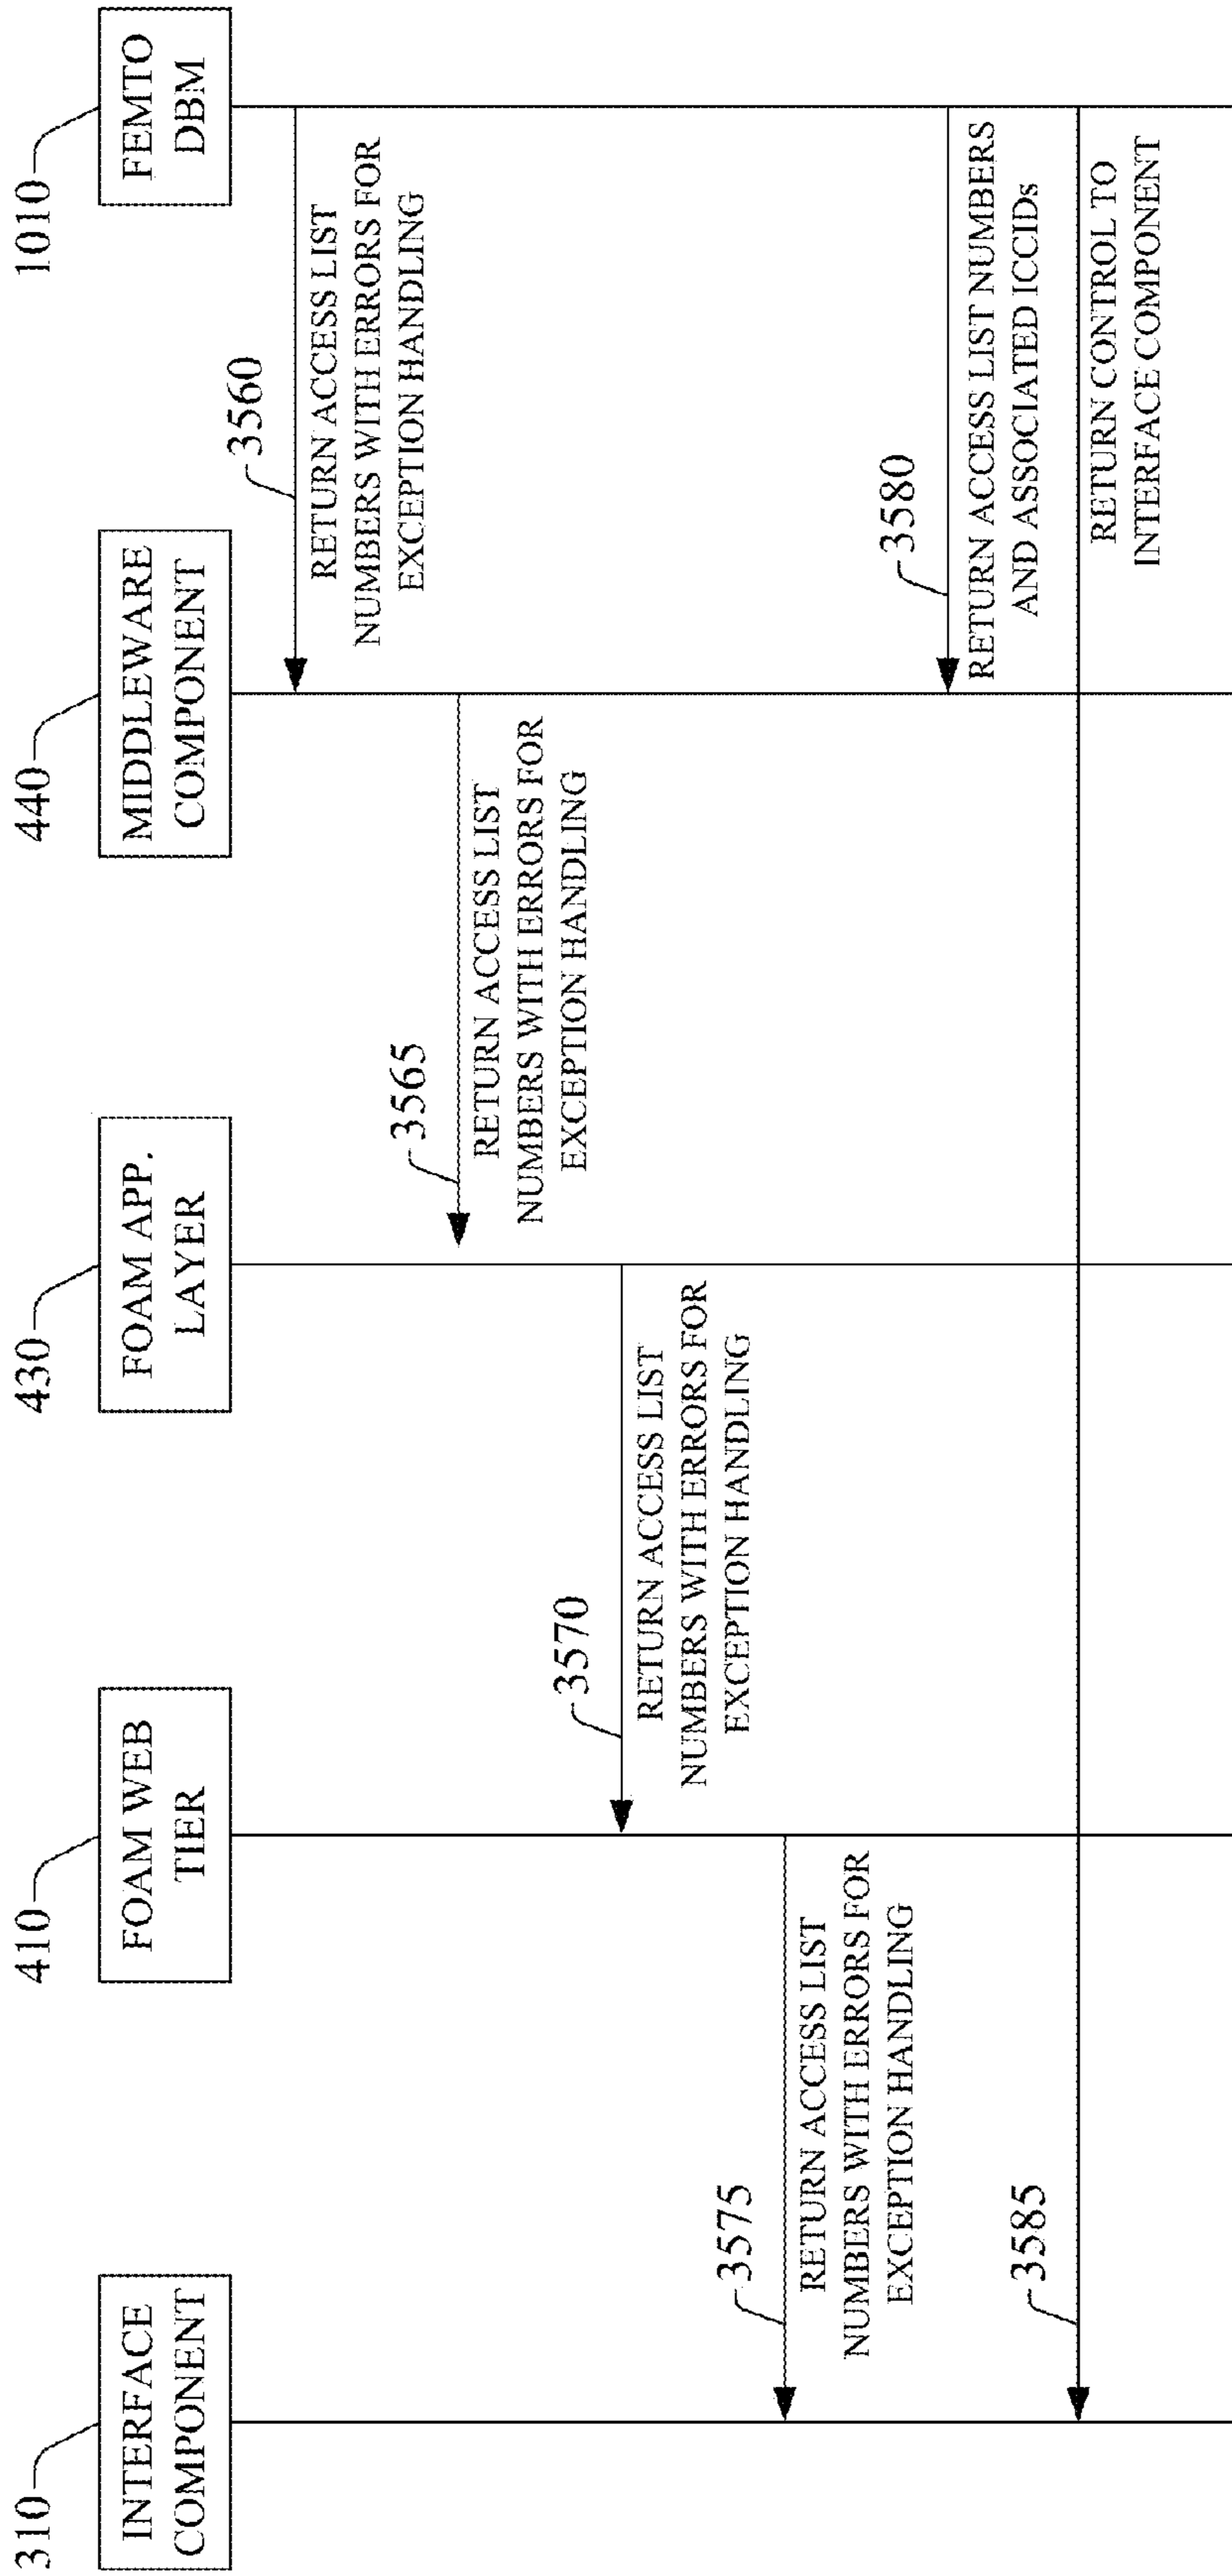 310
INTERFACE
COMPONENT
410
FOAM WEB
TIER
430
FOAM APP.
LAYER
440
MIDDLEWARE
COMPONENT
1010
FEMTO
DBM
3560
RETURN ACCESS LIST
NUMBERS WITH ERRORS FOR
EXCEPTION HANDLING
3565
RETURN ACCESS LIST
NUMBERS WITH ERRORS FOR
EXCEPTION HANDLING
3570
RETURN ACCESS LIST
NUMBERS WITH ERRORS FOR
EXCEPTION HANDLING
3575
RETURN ACCESS LIST
NUMBERS WITH ERRORS FOR
EXCEPTION HANDLING
3580
RETURN ACCESS LIST NUMBERS
AND ASSOCIATED ICCIDs
3585
RETURN CONTROL TO
INTERFACE COMPONENT